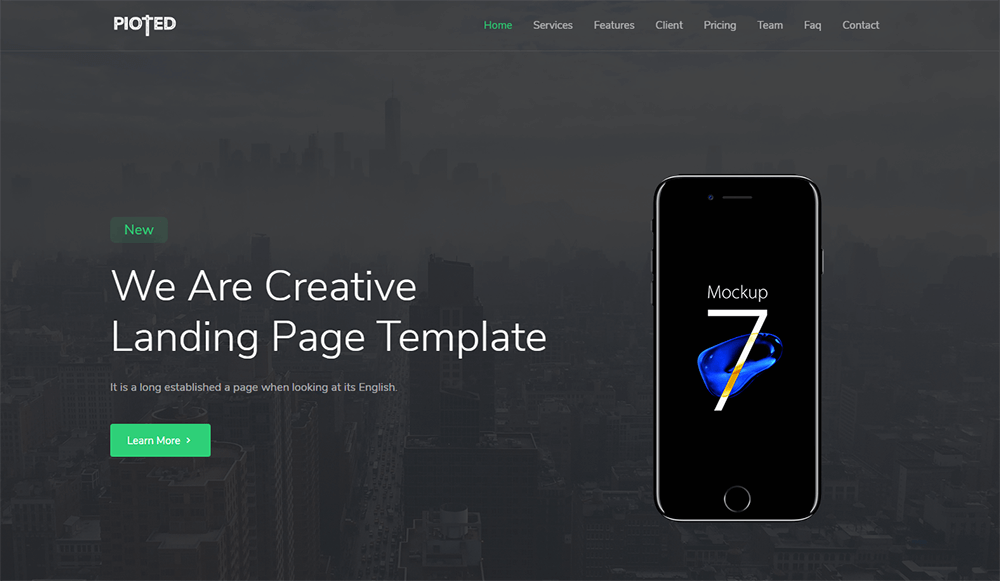 PIOTED
Home Services Features Client Pricing Team Faq Contact
New
We Are Creative
Landing Page Template
It is a long established a page when looking at its English.
Learn More
Mockup
7